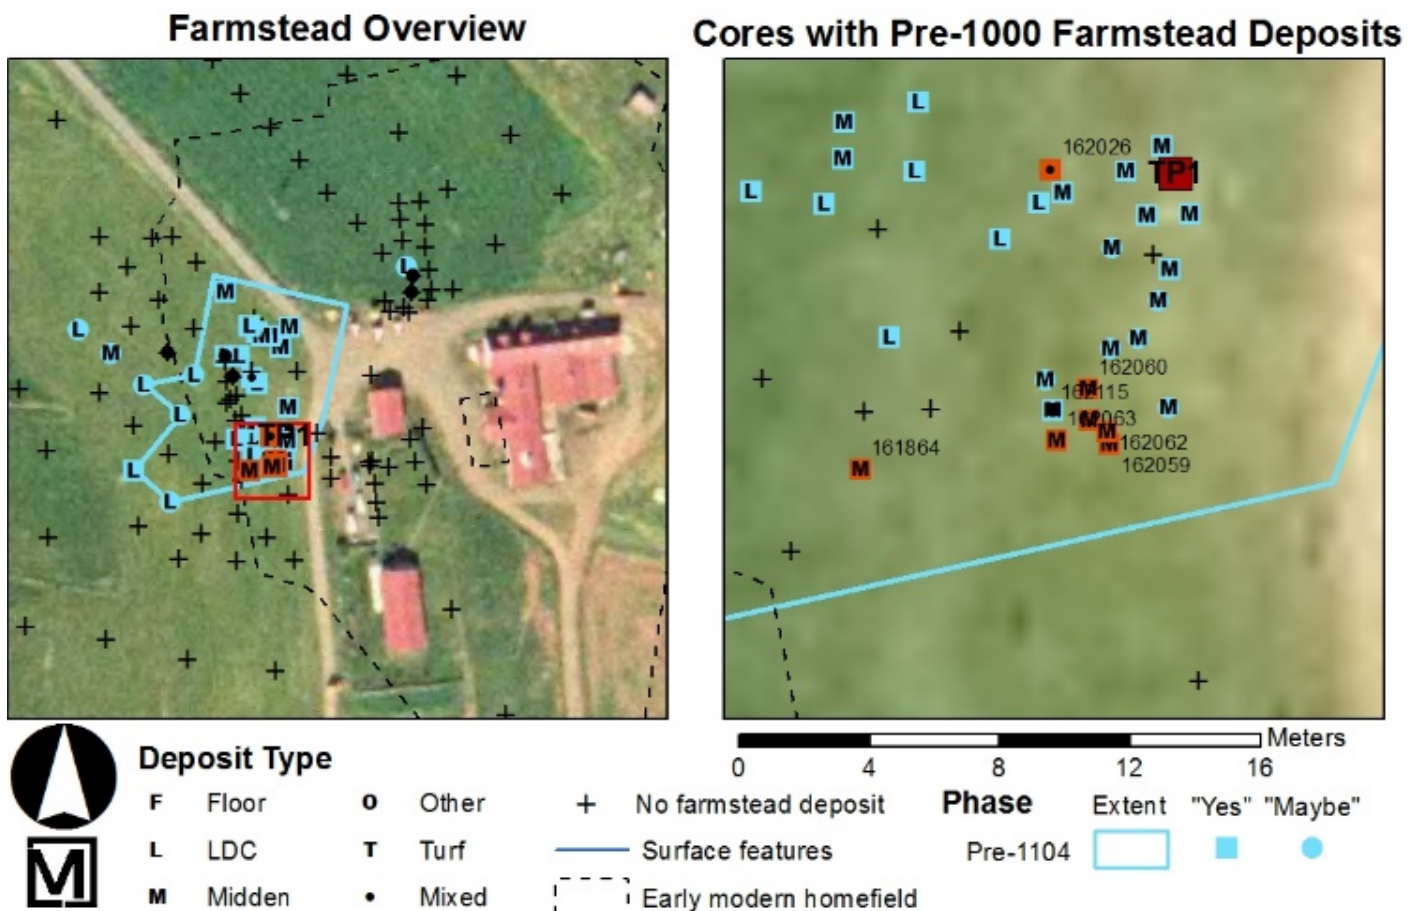 Farmstead Overview
Cores with Pre-1000 Farmstead Deposits
M
L
L
M
M
L
M
M
M
L
M
L
L
L
L
L
L
M
TP1
M
L
M
M
L
L
L
M
162026
M
M
L
M
TP1
L
L
L
M
M
M
L
M
M
M
L
M
M
162060
M
M
162115
M
M
162063
M
M
161864
M
M
162062
M
162059
Meters
0 4 8 12 16
Deposit Type
F Floor
O Other
+ No farmstead deposit
L LDC
T Turf
Surface features
M Midden
• Mixed
Early modern homefield
M
Phase Extent "Yes" "Maybe"
Pre-1104